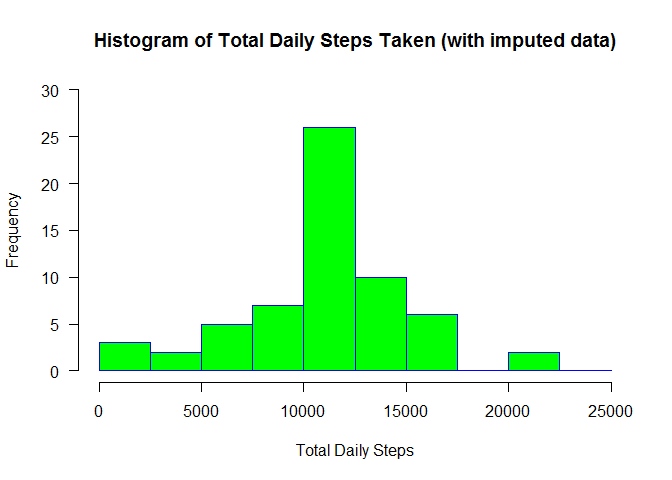 Histogram of Total Daily Steps Taken (with imputed data)
30
25
20
15
10
5
0
Frequency
0 5000 10000 15000 20000 25000
Total Daily Steps